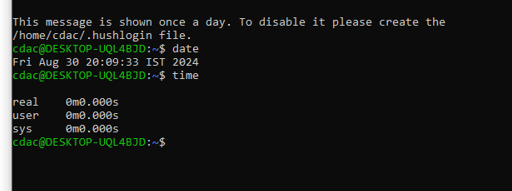 This message is shown once a day. To disable it please create the
/home/cdac/.hushlogin file.
cdac@DESKTOP-UQL4BJD:~$ date
Fri Aug 30 20:09:33 IST 2024
cdac@DESKTOP-UQL4BJD:~$ time
real    0m0.000s
user    0m0.000s
sys     0m0.000s
cdac@DESKTOP-UQL4BJD:~$